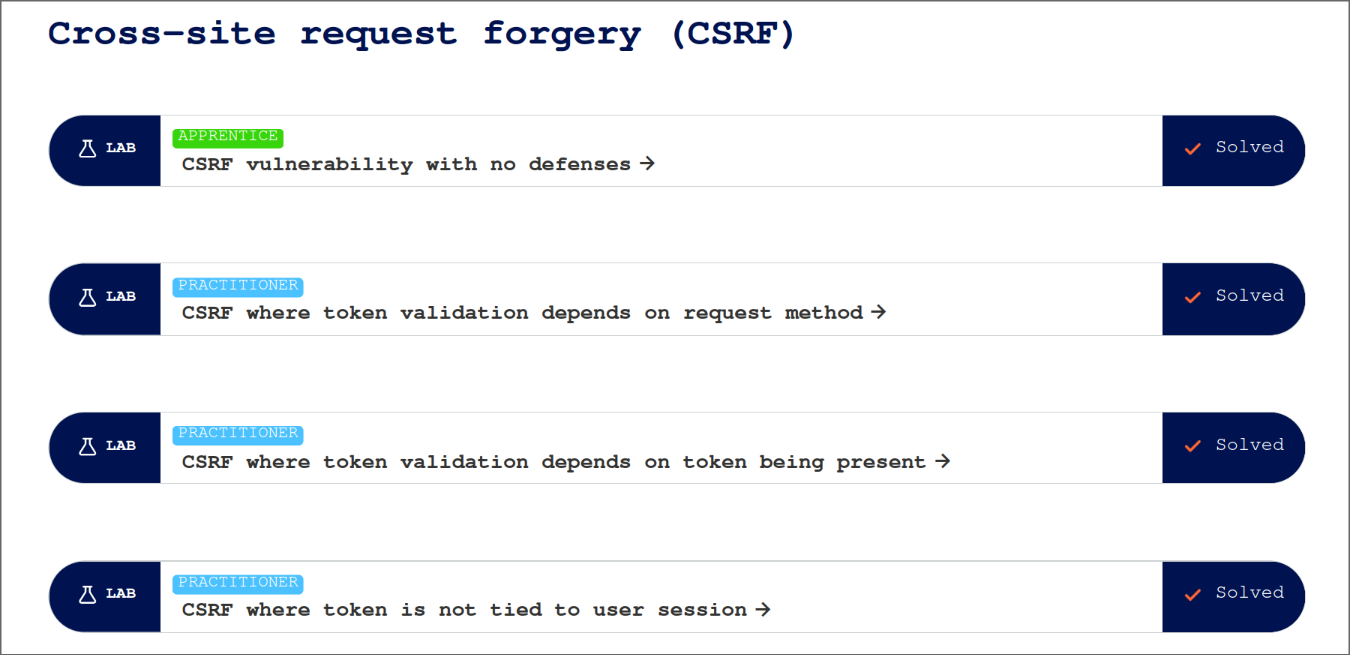 Cross-site request forgery (CSRF)
LAB
APPRENTICE
CSRF vulnerability with no defenses →
Solved
LAB
PRACTITIONER
CSRF where token validation depends on request method →
Solved
LAB
PRACTITIONER
CSRF where token validation depends on token being present →
Solved
LAB
PRACTITIONER
CSRF where token is not tied to user session →
Solved